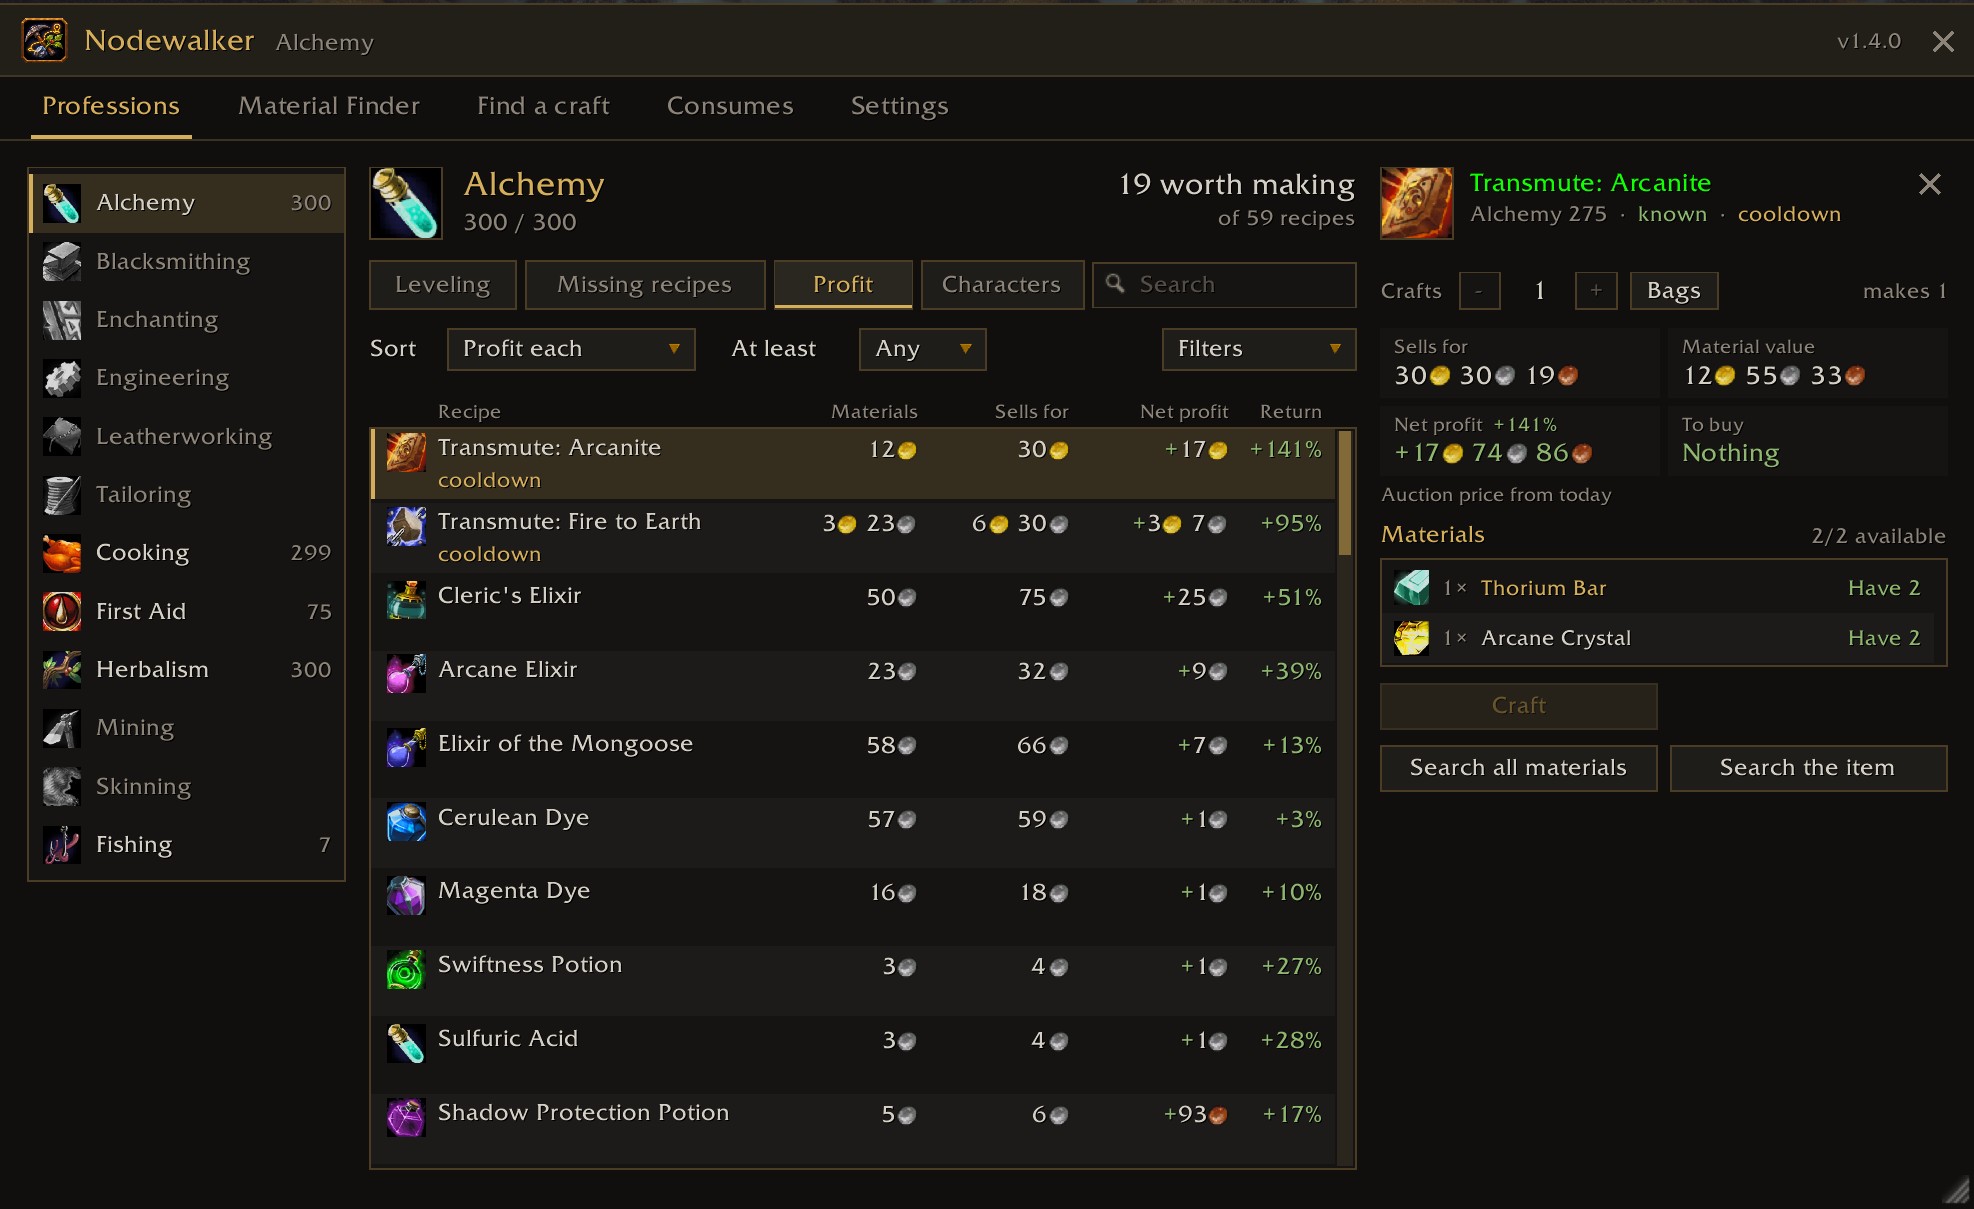 Nodewalker Alchemy v1.4.0
Professions Material Finder Find a craft Consumes Settings
Alchemy 300
Blacksmithing
Enchanting
Engineering
Leatherworking
Tailoring
Cooking 299
First Aid 75
Herbalism 300
Mining
Skinning
Fishing 7
Alchemy 19 worth making
300 / 300 of 59 recipes
Leveling Missing recipes Profit Characters Search
Sort Profit each At least Any Filters
Recipe Materials Sells for Net profit Return
Transmute: Arcanite 12 30 +17 +141%
cooldown
Transmute: Fire to Earth 3 23 6 30 +3 7 +95%
cooldown
Cleric's Elixir 50 75 +25 +51%
Arcane Elixir 23 32 +9 +39%
Elixir of the Mongoose 58 66 +7 +13%
Cerulean Dye 57 59 +1 +3%
Magenta Dye 16 18 +1 +10%
Swiftness Potion 3 4 +1 +27%
Sulfuric Acid 3 4 +1 +28%
Shadow Protection Potion 5 6 +93 +17%
Transmute: Arcanite
Alchemy 275 · known · cooldown
Crafts - 1 + Bags makes 1
Sells for Material value
30 30 19 12 55 33
Net profit +141% To buy
+17 74 86 Nothing
Auction price from today
Materials 2/2 available
1× Thorium Bar Have 2
1× Arcane Crystal Have 2
Craft
Search all materials Search the item